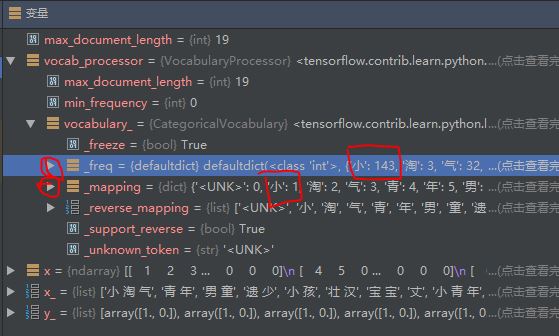 变量
max_document_length = {int} 19
vocab_processor = {VocabularyProcessor} <tensorflow.contrib.learn.python. ...(点击查看完
max_document_length = {int} 19
min_frequency = {int} 0
vocabulary_ = {CategoricalVocabulary} <tensorflow.contrib.learn.python.l ...(点击查看完
_freeze = {bool} True
_freq = {defaultdict} defaultdict(<class 'int'>, {'小': 143, '淘': 3, '气': 32, ...(点击查看完
_mapping = {dict} {'<UNK>': 0, '小': 1, '淘': 2, '气': 3, '青': 4, '年': 5, '男': ...(点击查看完
_reverse_mapping = {list} ['<UNK>', '小', '淘', '气', '青', '年', '男', '童', '遗 ...(点击查看完
_support_reverse = {bool} True
_unknown_token = {str} '<UNK>'
x = {ndarray} [[ 1 2 3... 0 0 0]\n [ 4 5 0... 0 0 0]\n ...(点击查看完
x_ = {list} ['小 淘 气', '青 年', '男 童', '遗 少', '小 孩', '壮 汉', '宝 宝', '丈', '小 青 年', ...(点击查看完
y_ = {list} [array([1., 0.]), array([1., 0.]), array([1., 0.]), array([1., 0.]), array([1., 0 ...(点击查看完